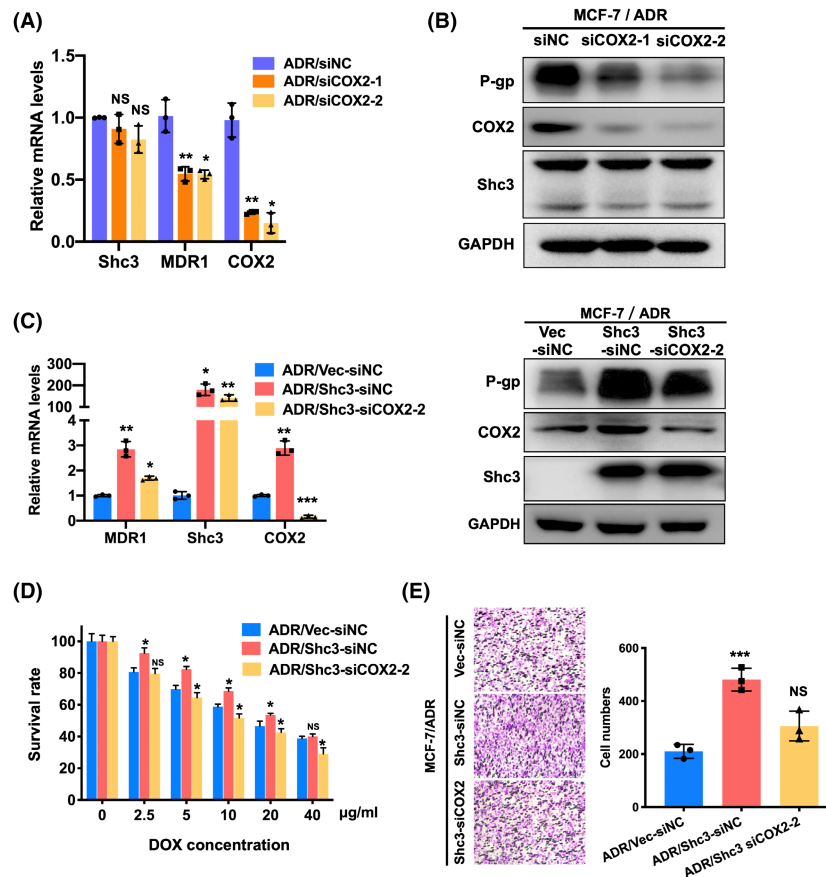 (A)
Relative mRNA levels
1.5
1.0
0.5
0.0
NS NS
** *
** *
ADR/siNC
ADR/siCOX2-1
ADR/siCOX2-2
Shc3 MDR1 COX2
(B)
MCF-7 / ADR
siNC siCOX2-1 siCOX2-2
P-gp
COX2
Shc3
GAPDH
MCF-7 / ADR
Vec Shc3 Shc3
-siNC -siNC -siCOX2-2
P-gp
COX2
Shc3
GAPDH
(C)
Relative mRNA levels
300
200
100
4
3
2
1
0
** *
* **
** ***
ADR/Vec-siNC
ADR/Shc3-siNC
ADR/Shc3-siCOX2-2
MDR1 Shc3 COX2
(D)
Survival rate
100
80
60
40
20
0
* NS
* *
* *
* *
NS *
ADR/Vec-siNC
ADR/Shc3-siNC
ADR/Shc3-siCOX2-2
0 2.5 5 10 20 40 μg/ml
DOX concentration
(E)
MCF-7/ADR
Vec-siNC
Shc3-siNC
Shc3-siCOX2
Cell numbers
600
400
200
0
***
NS
ADR/Vec-siNC
ADR/Shc3-siNC
ADR/Shc3 siCOX2-2